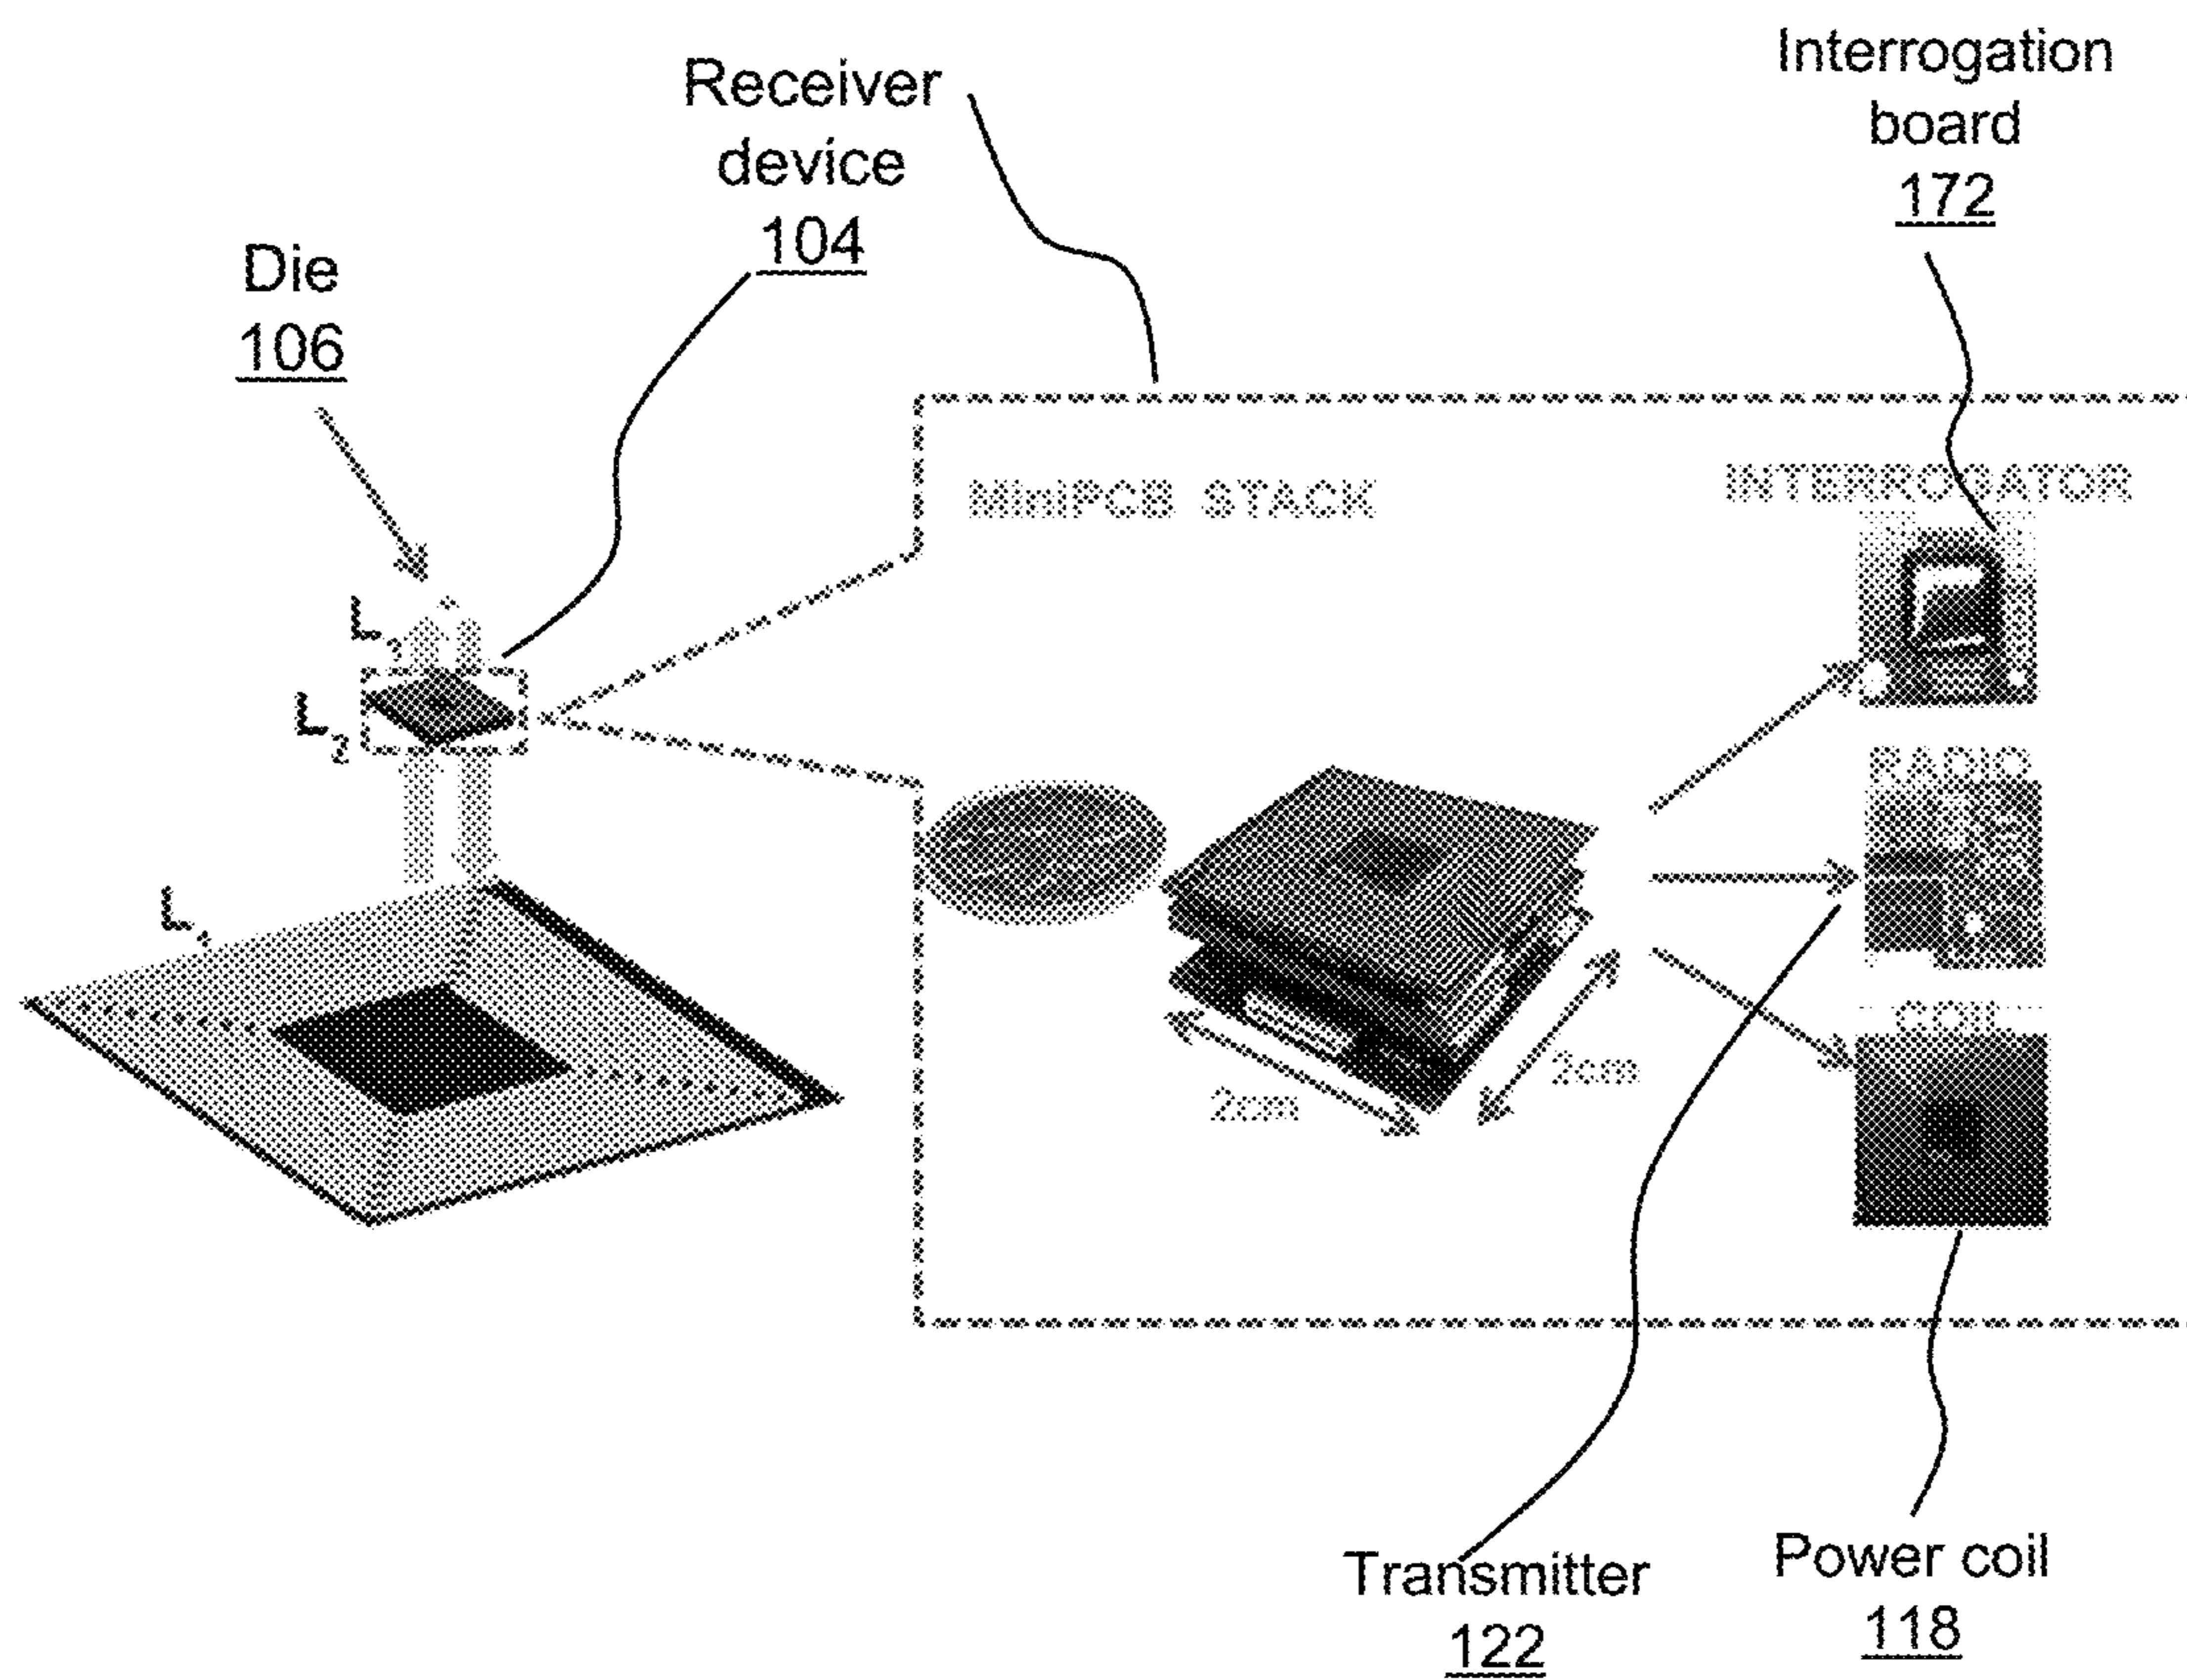 Interrogation
board
172
Receiver
device
104
Die
106
MiniPCB STACK
INTERROGATOR
L3
L2
RADIO
L1
COIL
2cm
2cm
Transmitter
122
Power coil
118